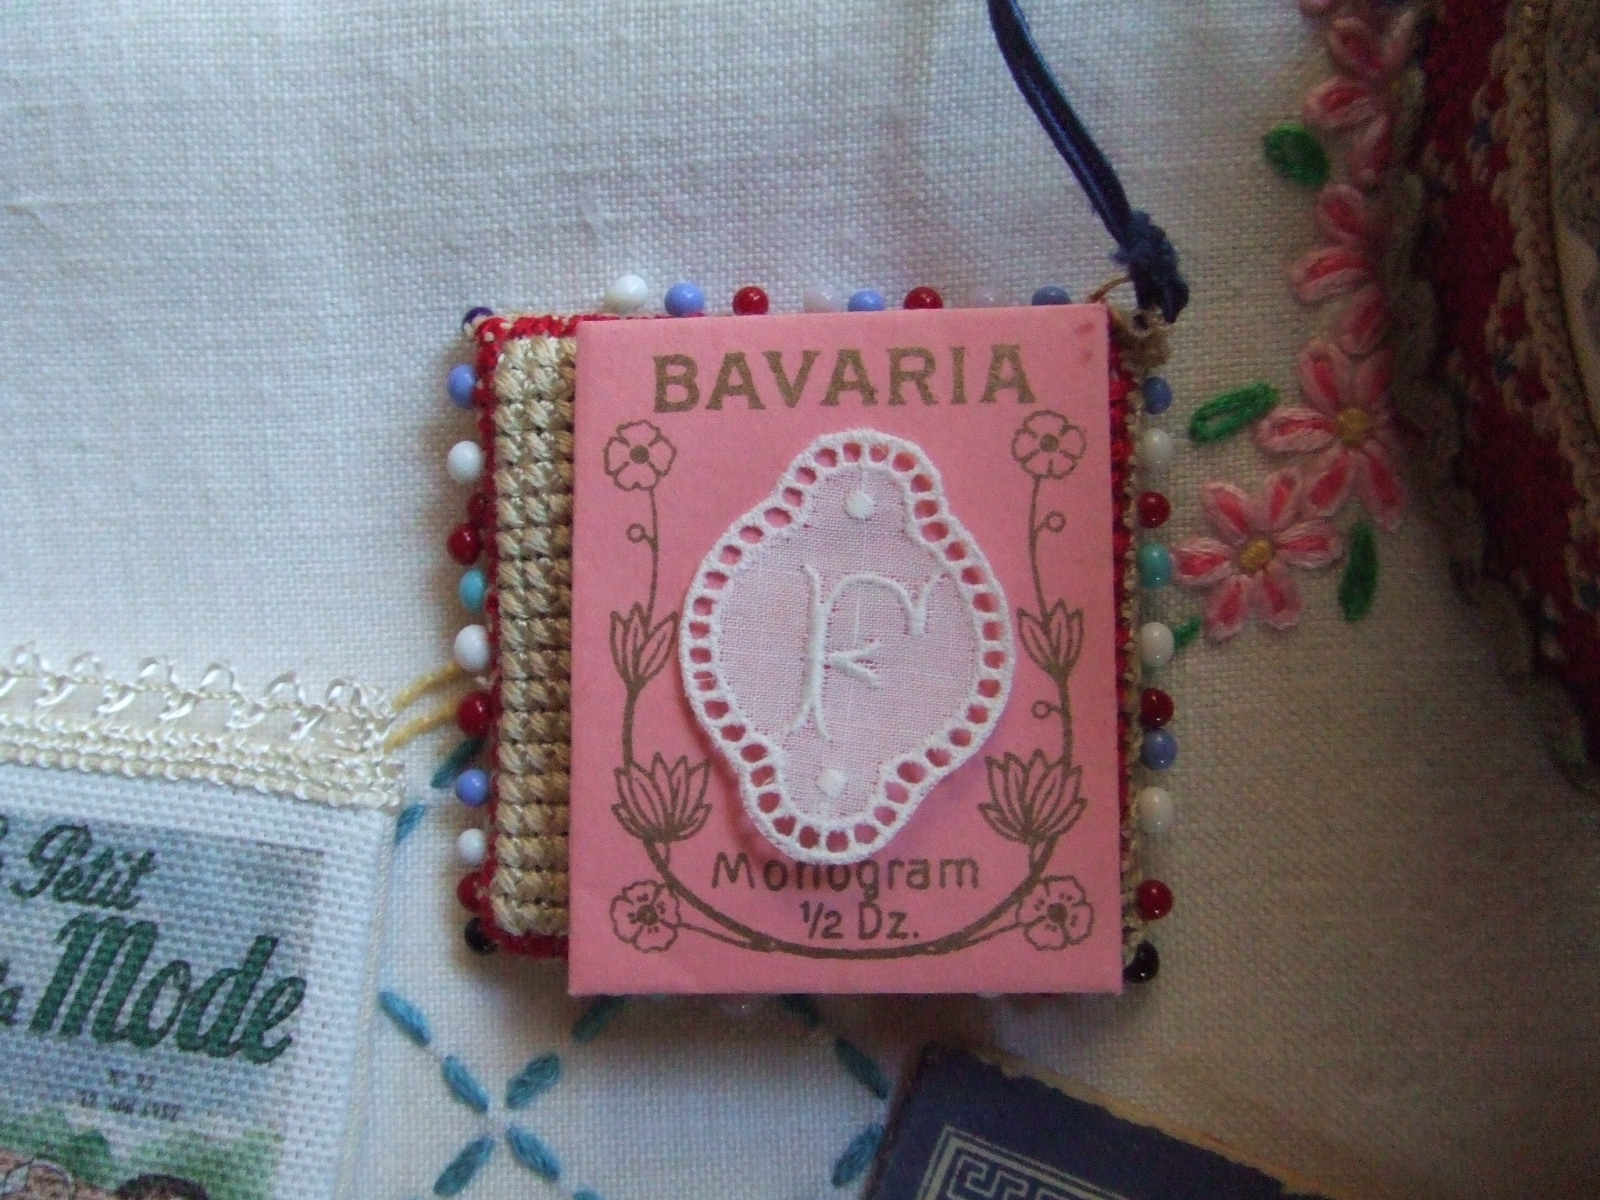 BAVARIA
F
Monogram
1/2 Dz.
Petit
Mode